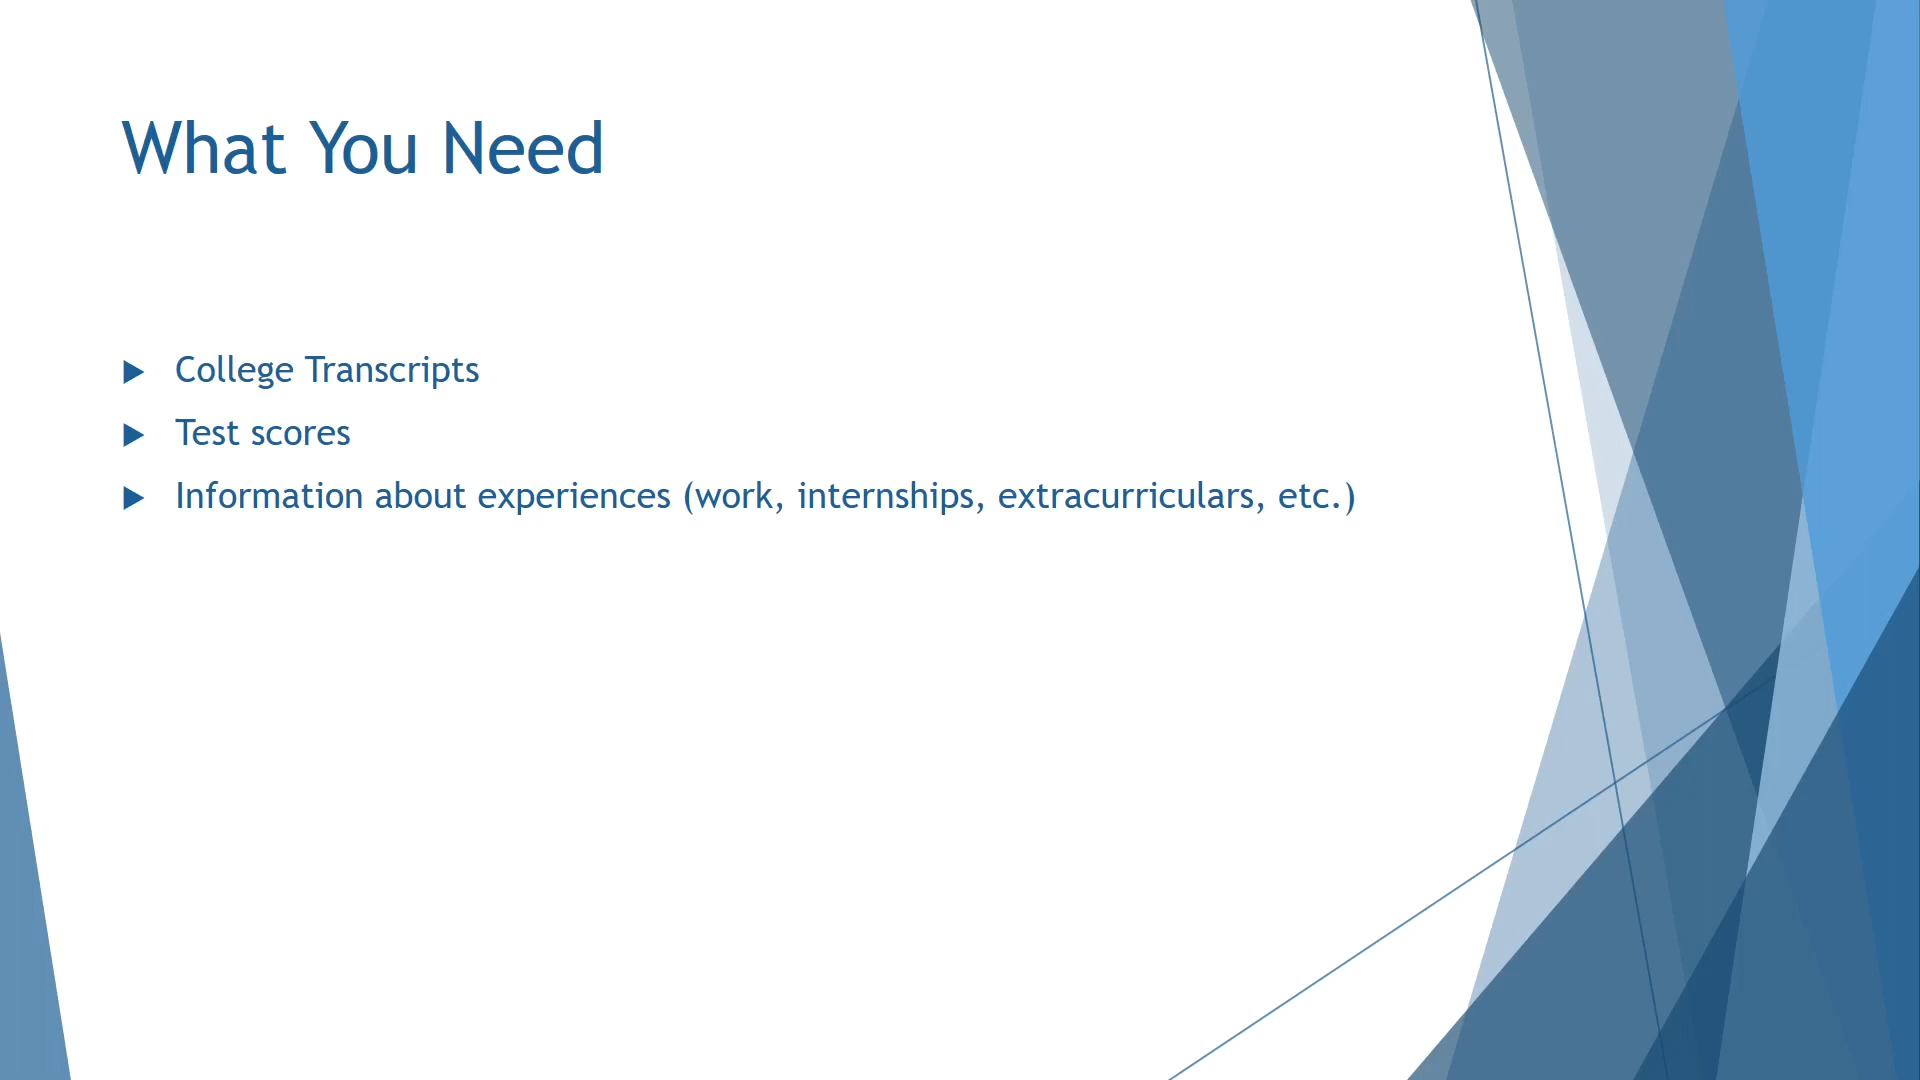 What You Need
College Transcripts
Test scores
Information about experiences (work, internships, extracurriculars, etc.)